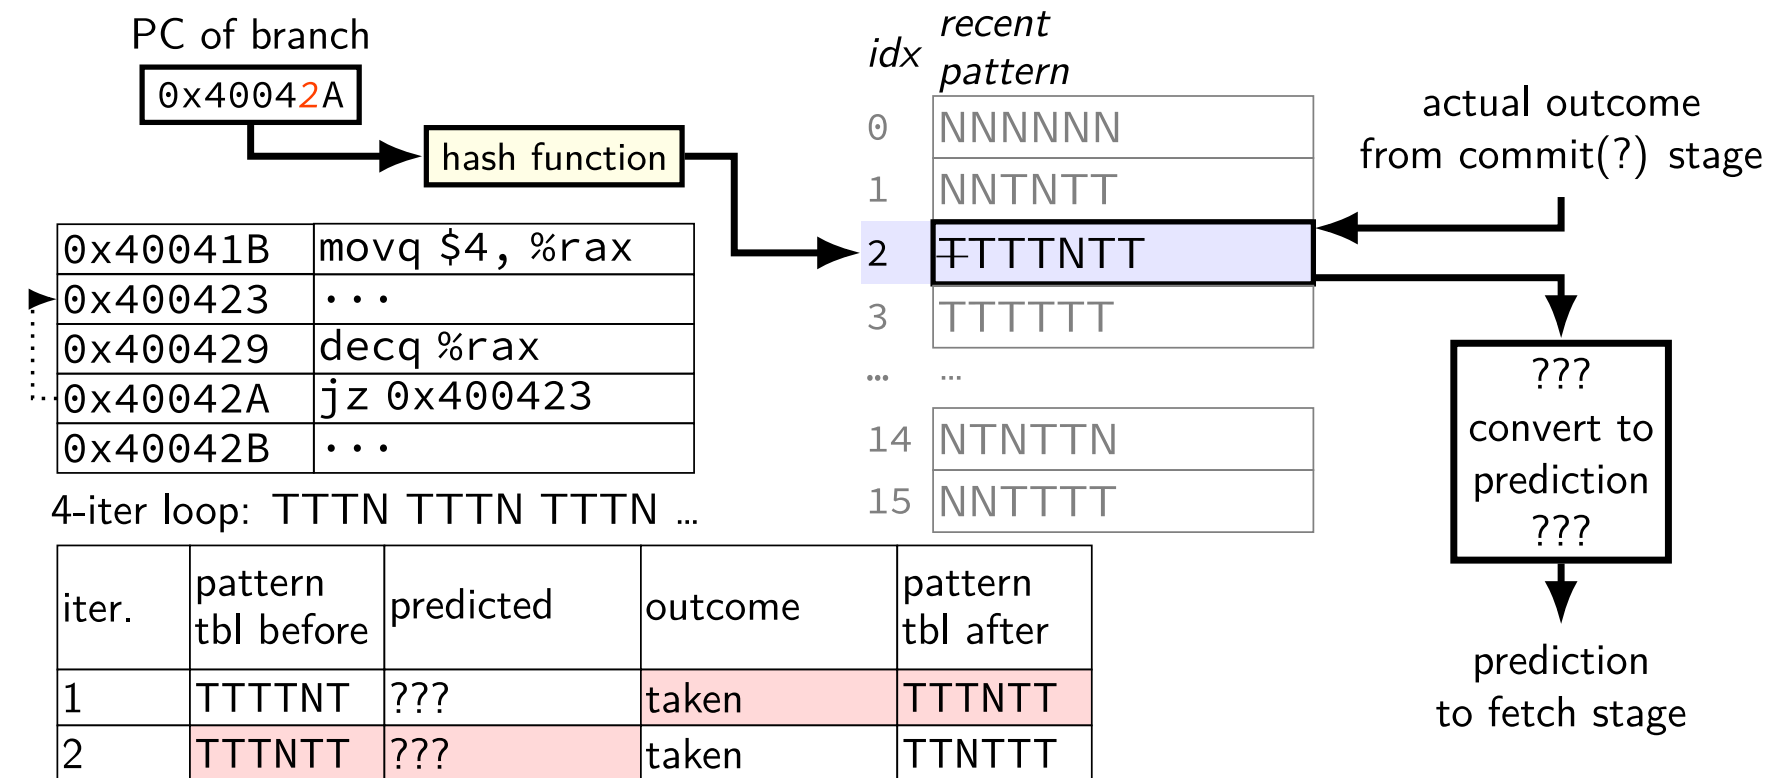 PC of branch
0x40042A
hash function
idx
recent
pattern
0 NNNNNN
1 NNTNTT
2 TTTTNTT
3 TTTTTT
… …
14 NTNTTN
15 NNTTTT
actual outcome
from commit(?) stage
???
convert to
prediction
???
prediction
to fetch stage
0x40041B movq $4, %rax
0x400423 ···
0x400429 decq %rax
0x40042A jz 0x400423
0x40042B ···
4-iter loop: TTTN TTTN TTTN ...
iter. pattern tbl before predicted outcome pattern tbl after
1 TTTTNT ??? taken TTTNTT
2 TTTNTT ??? taken TTNTTT